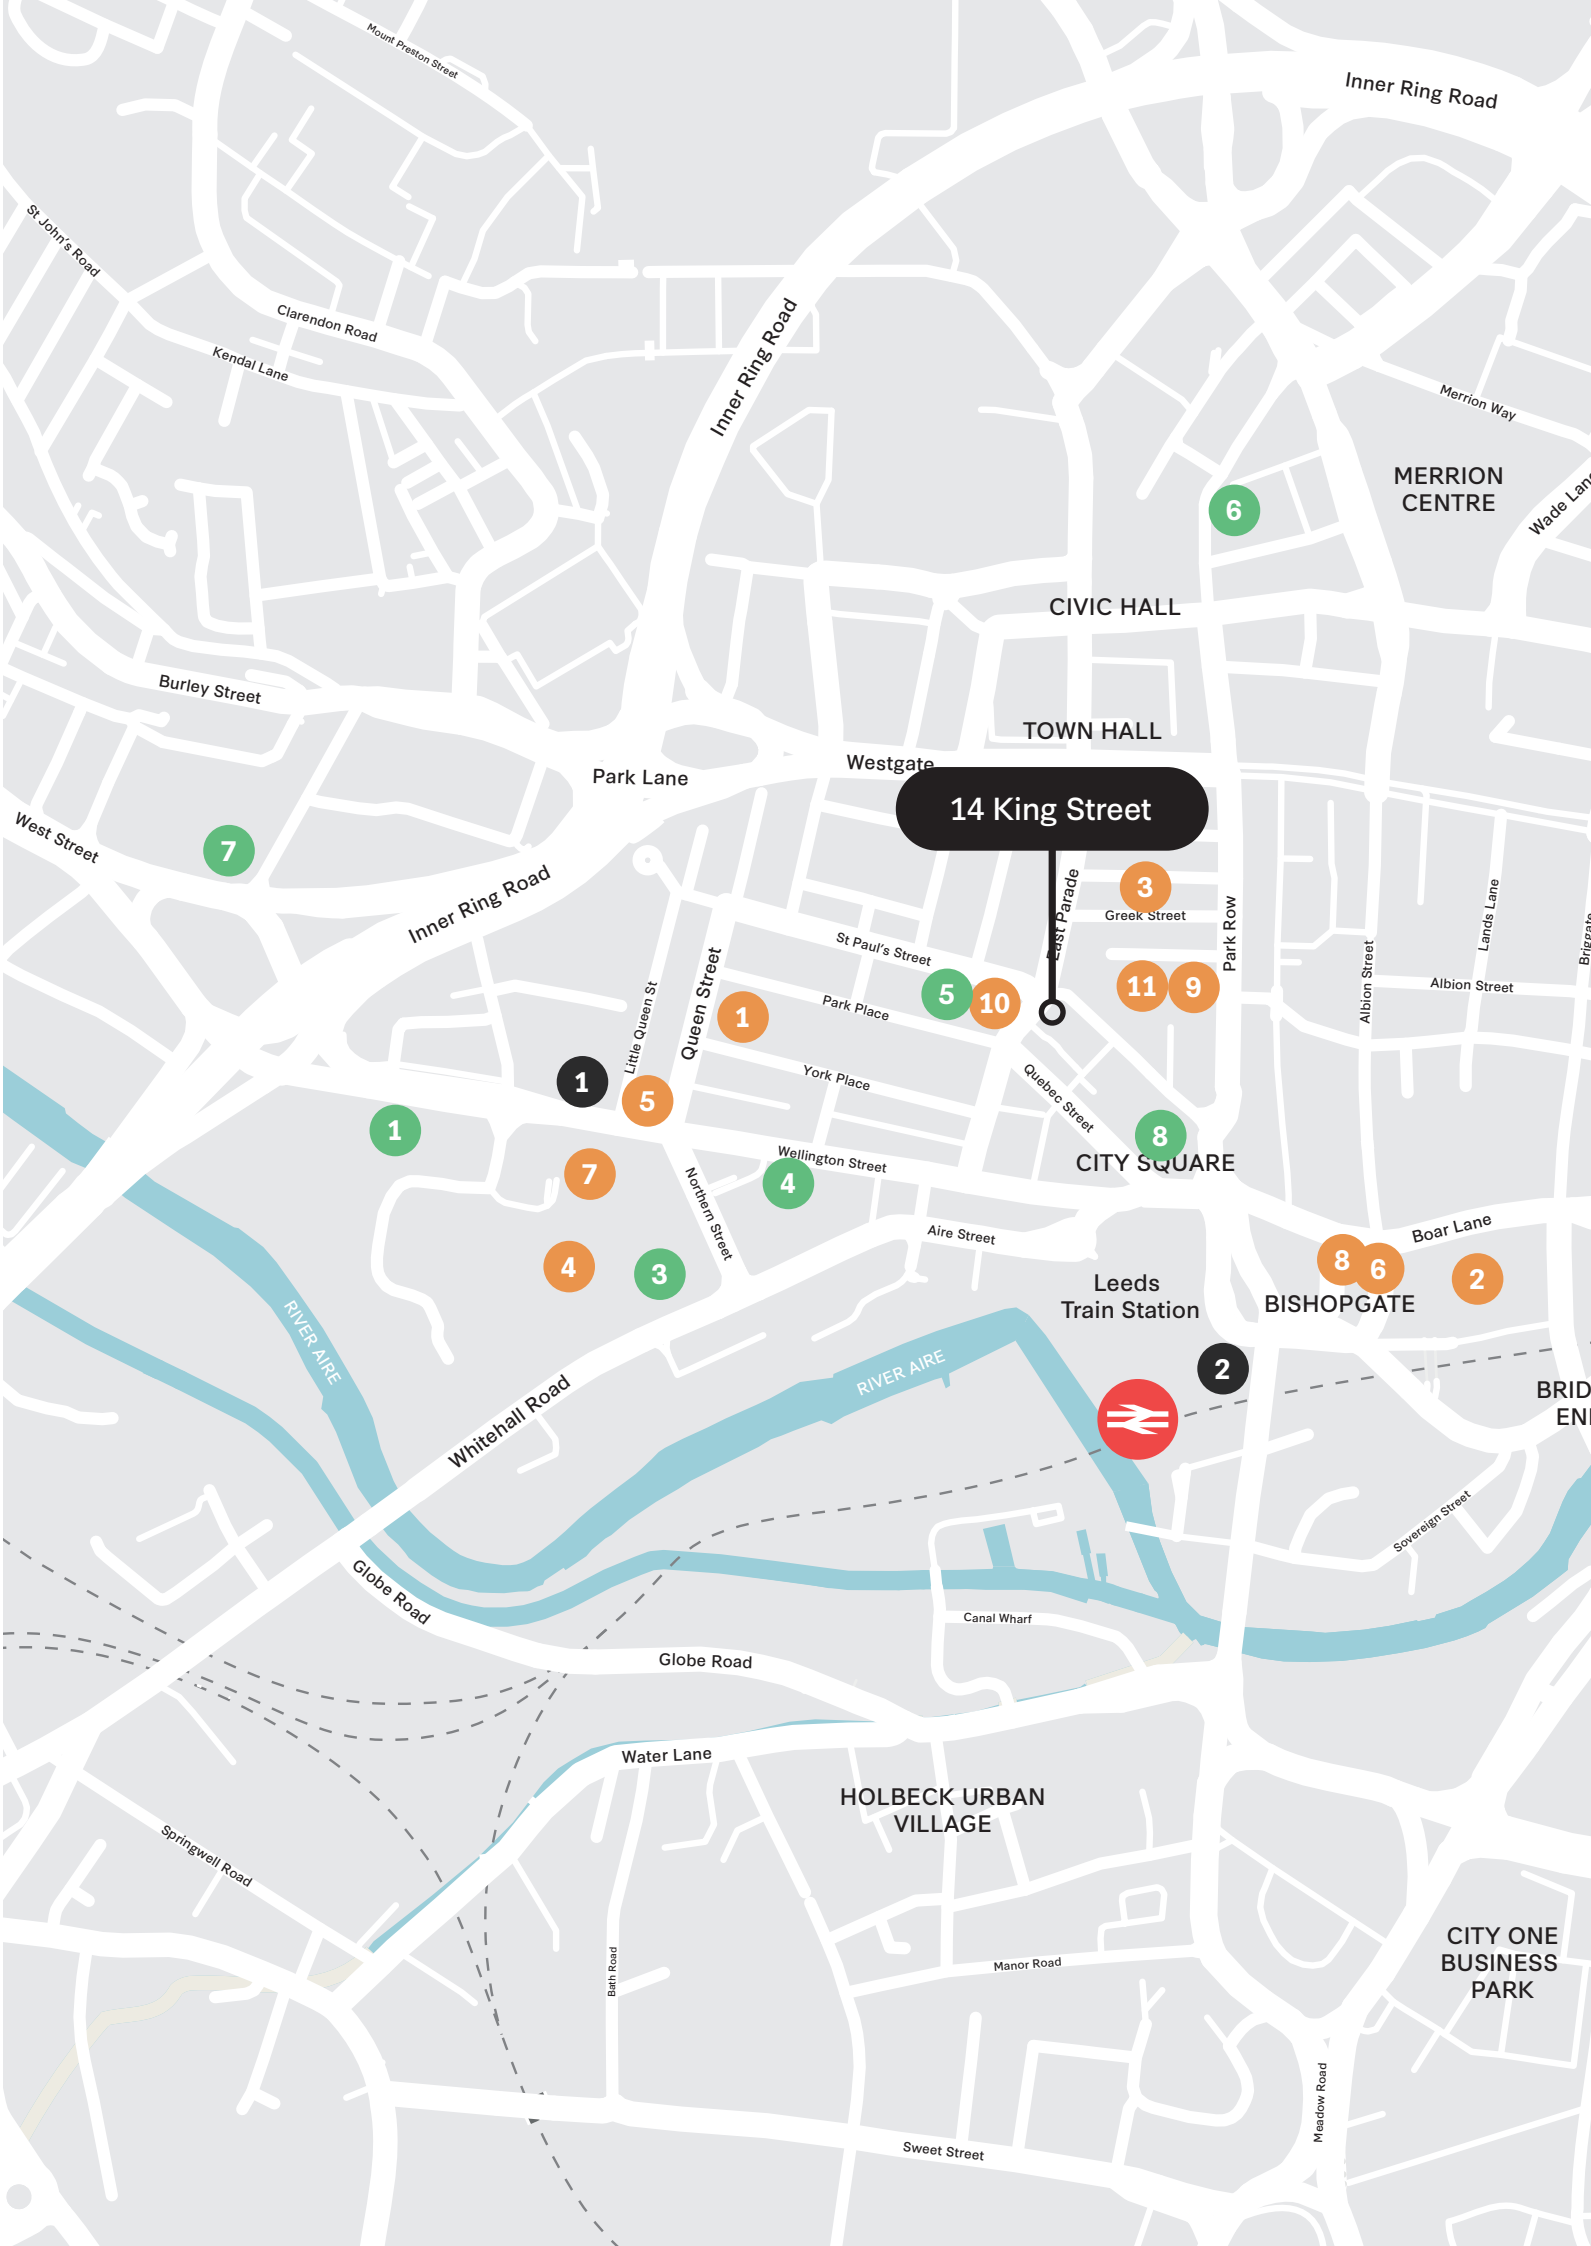 Mount Preston Street
Inner Ring Road
St John's Road
Clarendon Road
Kendal Lane
Inner Ring Road
Merrion Way
MERRION
CENTRE
Wade Lane
6
CIVIC HALL
Burley Street
TOWN HALL
Park Lane
Westgate
14 King Street
West Street
7
Inner Ring Road
3
Greek Street
East Parade
Park Row
Lands Lane
Briggate
St Paul's Street
Albion Street
Albion Street
Queen Street
Little Queen St
Park Place
5
10
11
9
1
York Place
1
5
Quebec Street
1
8
CITY SQUARE
Wellington Street
7
4
Northern Street
Aire Street
Boar Lane
4
3
8
6
2
Leeds
Train Station
BISHOPGATE
RIVER AIRE
RIVER AIRE
2
BRID
EN
Whitehall Road
Sovereign Street
Globe Road
Canal Wharf
Globe Road
Water Lane
HOLBECK URBAN
VILLAGE
Springwell Road
CITY ONE
BUSINESS
PARK
Bath Road
Manor Road
Meadow Road
Sweet Street